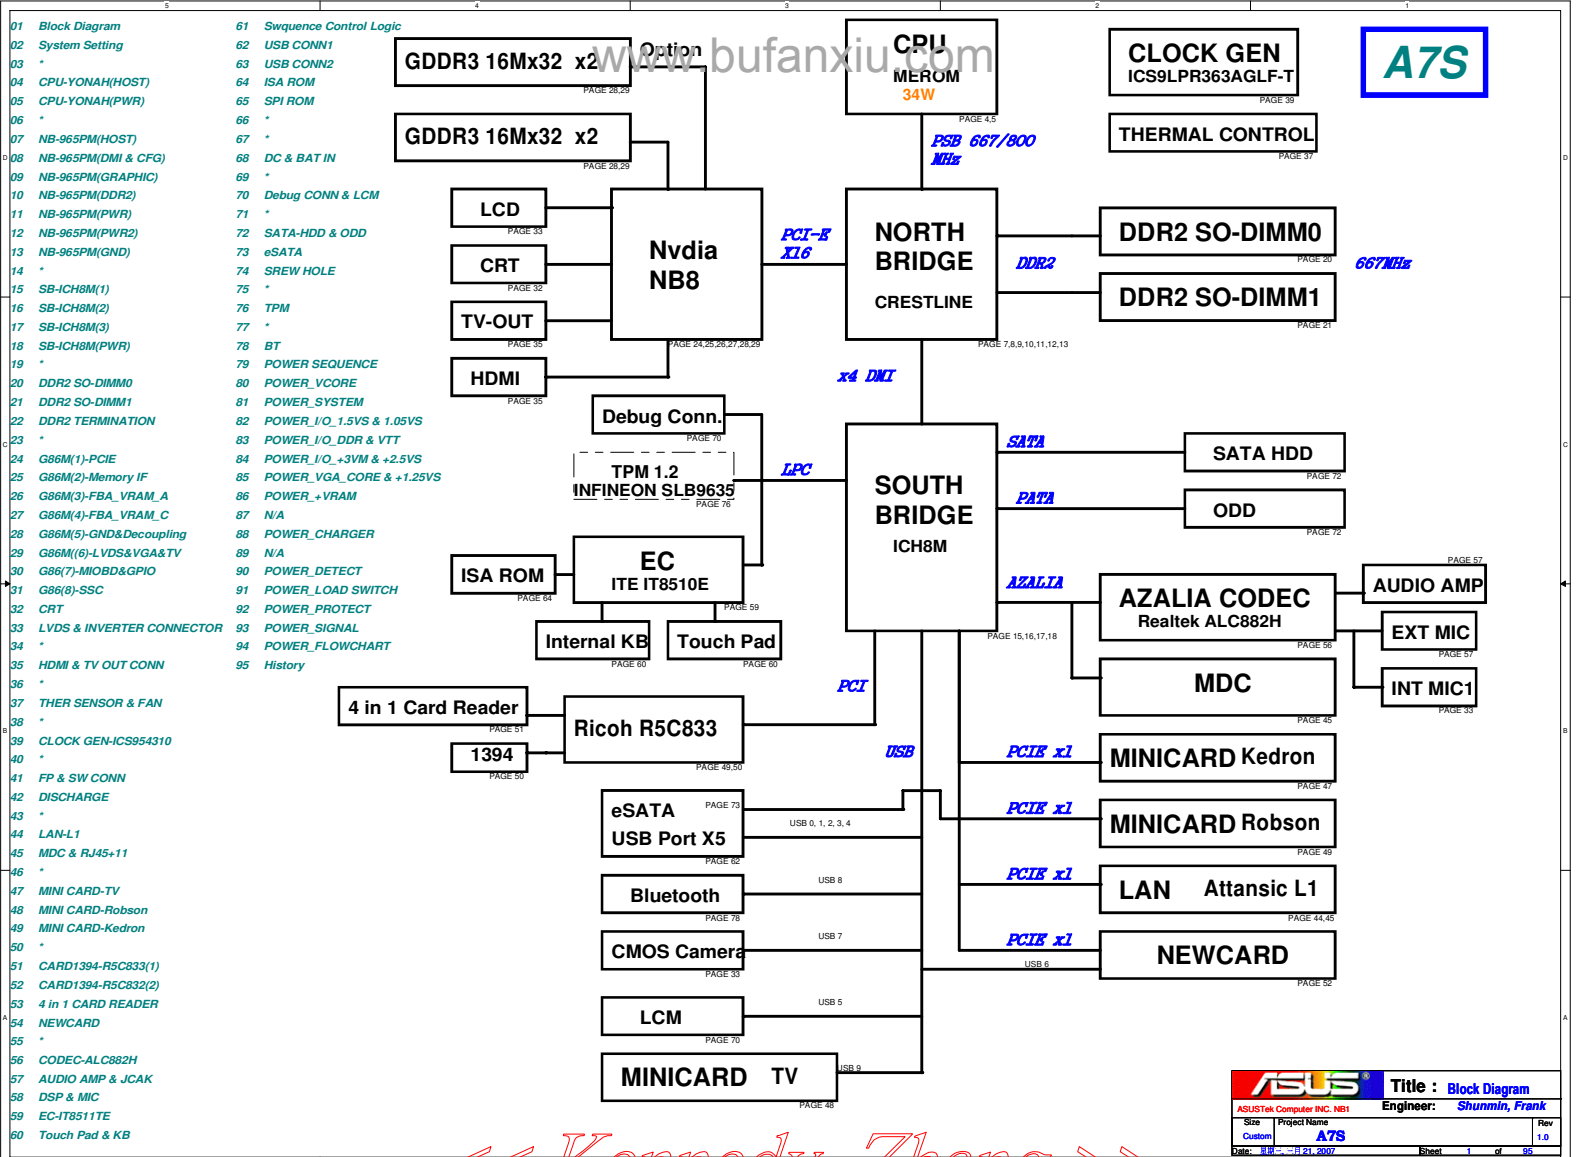 5 4 3 2 1
01 Block Diagram
02 System Setting
03 *
04 CPU-YONAH(HOST)
05 CPU-YONAH(PWR)
06 *
07 NB-965PM(HOST)
08 NB-965PM(DMI & CFG)
09 NB-965PM(GRAPHIC)
10 NB-965PM(DDR2)
11 NB-965PM(PWR)
12 NB-965PM(PWR2)
13 NB-965PM(GND)
14 *
15 SB-ICH8M(1)
16 SB-ICH8M(2)
17 SB-ICH8M(3)
18 SB-ICH8M(PWR)
19 *
20 DDR2 SO-DIMM0
21 DDR2 SO-DIMM1
22 DDR2 TERMINATION
23 *
24 G86M(1)-PCIE
25 G86M(2)-Memory IF
26 G86M(3)-FBA_VRAM_A
27 G86M(4)-FBA_VRAM_C
28 G86M(5)-GND&Decoupling
29 G86M((6)-LVDS&VGA&TV
30 G86(7)-MIOBD&GPIO
31 G86(8)-SSC
32 CRT
33 LVDS & INVERTER CONNECTOR
34 *
35 HDMI & TV OUT CONN
36 *
37 THER SENSOR & FAN
38 *
39 CLOCK GEN-ICS954310
40 *
41 FP & SW CONN
42 DISCHARGE
43 *
44 LAN-L1
45 MDC & RJ45+11
46 *
47 MINI CARD-TV
48 MINI CARD-Robson
49 MINI CARD-Kedron
50 *
51 CARD1394-R5C833(1)
52 CARD1394-R5C832(2)
53 4 in 1 CARD READER
54 NEWCARD
55 *
56 CODEC-ALC882H
57 AUDIO AMP & JCAK
58 DSP & MIC
59 EC-IT8511TE
60 Touch Pad & KB
61 Swquence Control Logic
62 USB CONN1
63 USB CONN2
64 ISA ROM
65 SPI ROM
66 *
67 *
68 DC & BAT IN
69 *
70 Debug CONN & LCM
71 *
72 SATA-HDD & ODD
73 eSATA
74 SREW HOLE
75 *
76 TPM
77 *
78 BT
79 POWER SEQUENCE
80 POWER_VCORE
81 POWER_SYSTEM
82 POWER_I/O_1.5VS & 1.05VS
83 POWER_I/O_DDR & VTT
84 POWER_I/O_+3VM & +2.5VS
85 POWER_VGA_CORE & +1.25VS
86 POWER_+VRAM
87 N/A
88 POWER_CHARGER
89 N/A
90 POWER_DETECT
91 POWER_LOAD SWITCH
92 POWER_PROTECT
93 POWER_SIGNAL
94 POWER_FLOWCHART
95 History
GDDR3 16Mx32 x2
PAGE 28,29
Option
www.bufanxiu.com
CPU
MEROM
34W
PAGE 4,5
CLOCK GEN
ICS9LPR363AGLF-T
PAGE 39
A7S
GDDR3 16Mx32 x2
PAGE 28,29
PSB 667/800
MHz
THERMAL CONTROL
PAGE 37
LCD
PAGE 33
CRT
PAGE 32
TV-OUT
PAGE 35
HDMI
PAGE 35
Nvdia
NB8
PAGE 24,25,26,27,28,29
PCI-E
X16
NORTH
BRIDGE
CRESTLINE
PAGE 7,8,9,10,11,12,13
DDR2
DDR2 SO-DIMM0
PAGE 20
667MHz
DDR2 SO-DIMM1
PAGE 21
x4 DMI
Debug Conn.
PAGE 70
TPM 1.2
INFINEON SLB9635
PAGE 76
LPC
SOUTH
BRIDGE
ICH8M
PAGE 15,16,17,18
SATA
SATA HDD
PAGE 72
PATA
ODD
PAGE 72
ISA ROM
PAGE 64
EC
ITE IT8510E
PAGE 59
Internal KB
PAGE 60
Touch Pad
PAGE 60
AZALIA
AZALIA CODEC
Realtek ALC882H
PAGE 56
PAGE 57
AUDIO AMP
EXT MIC
PAGE 57
INT MIC1
PAGE 33
MDC
PAGE 45
PCI
4 in 1 Card Reader
PAGE 51
1394
PAGE 50
Ricoh R5C833
PAGE 49,50
USB
PCIE x1
MINICARD Kedron
PAGE 47
PCIE x1
MINICARD Robson
PAGE 49
PCIE x1
LAN Attansic L1
PAGE 44,45
PCIE x1
USB 6
NEWCARD
PAGE 52
eSATA PAGE 73
USB Port X5
PAGE 62
USB 0, 1, 2, 3, 4
Bluetooth
PAGE 78
USB 8
CMOS Camera
PAGE 33
USB 7
LCM
PAGE 70
USB 5
MINICARD TV
PAGE 48
USB 9
D D
C C
B B
A A
<< Kennedy Zheng >>
ASUS®
Title : Block Diagram
ASUSTek Computer INC. NB1
Engineer: Shunmin, Frank
Size Project Name Rev
Custom A7S 1.0
Date: 21, 2007 Sheet 1 of 95